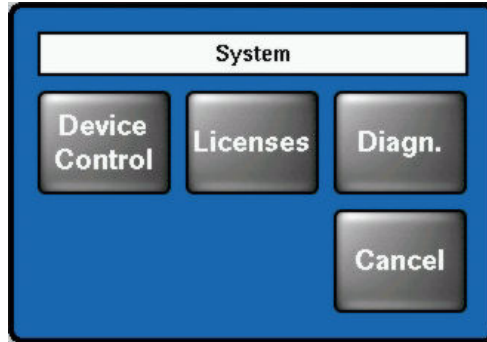 System
Device
Control
Licenses
Diagn.
Cancel